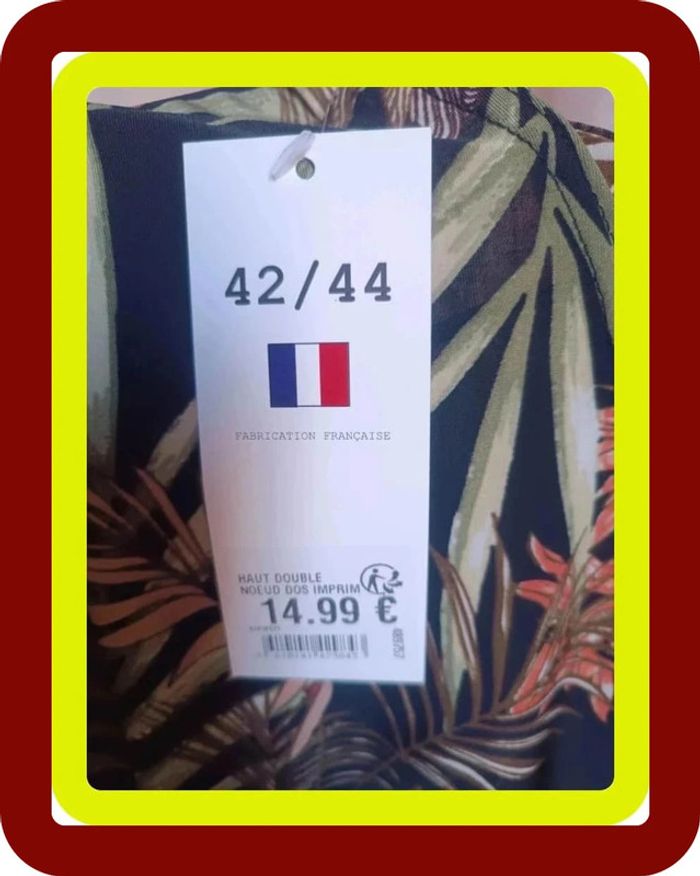 42/44
FABRICATION FRANÇAISE
HAUT DOUBLE
NOEUD DOS IMPRIM
14.99 €